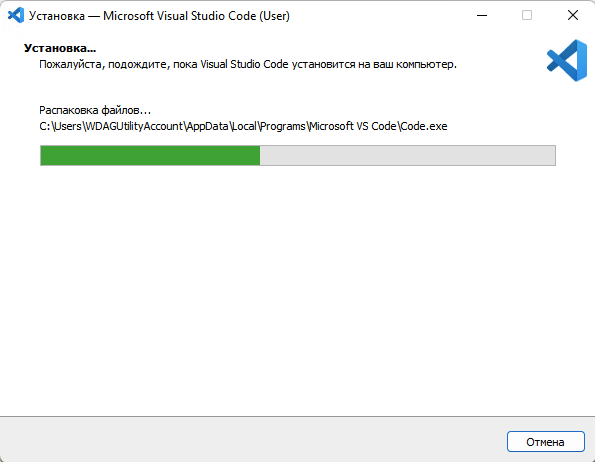 Установка — Microsoft Visual Studio Code (User)
Установка...
Пожалуйста, подождите, пока Visual Studio Code установится на ваш компьютер.
Распаковка файлов...
C:\Users\WDAGUtilityAccount\AppData\Local\Programs\Microsoft VS Code\Code.exe
Отмена